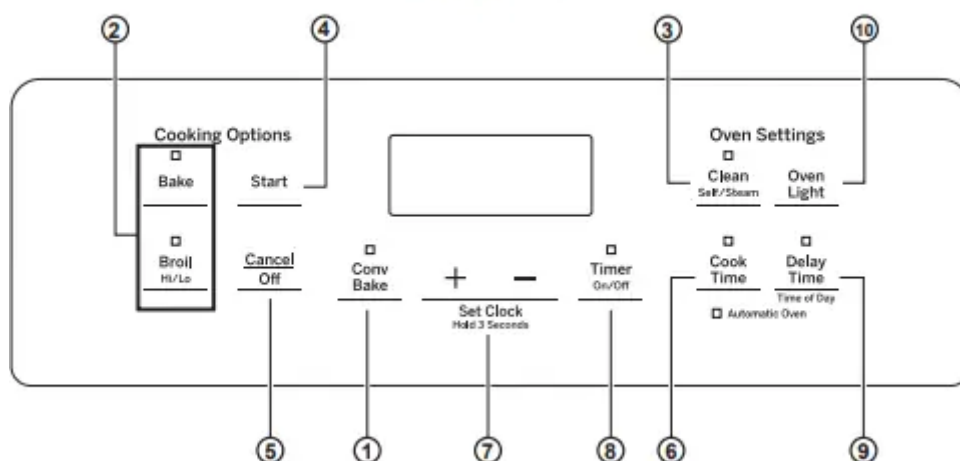 2
4
3
10
Cooking Options
Oven Settings
Bake
Start
Clean
Self/Steam
Oven
Light
Broil
Hi/Lo
Cancel
Off
Conv
Bake
+ −
Set Clock
Hold 3 Seconds
Timer
On/Off
Cook
Time
Delay
Time
Time of Day
Automatic Oven
5
1
7
8
6
9